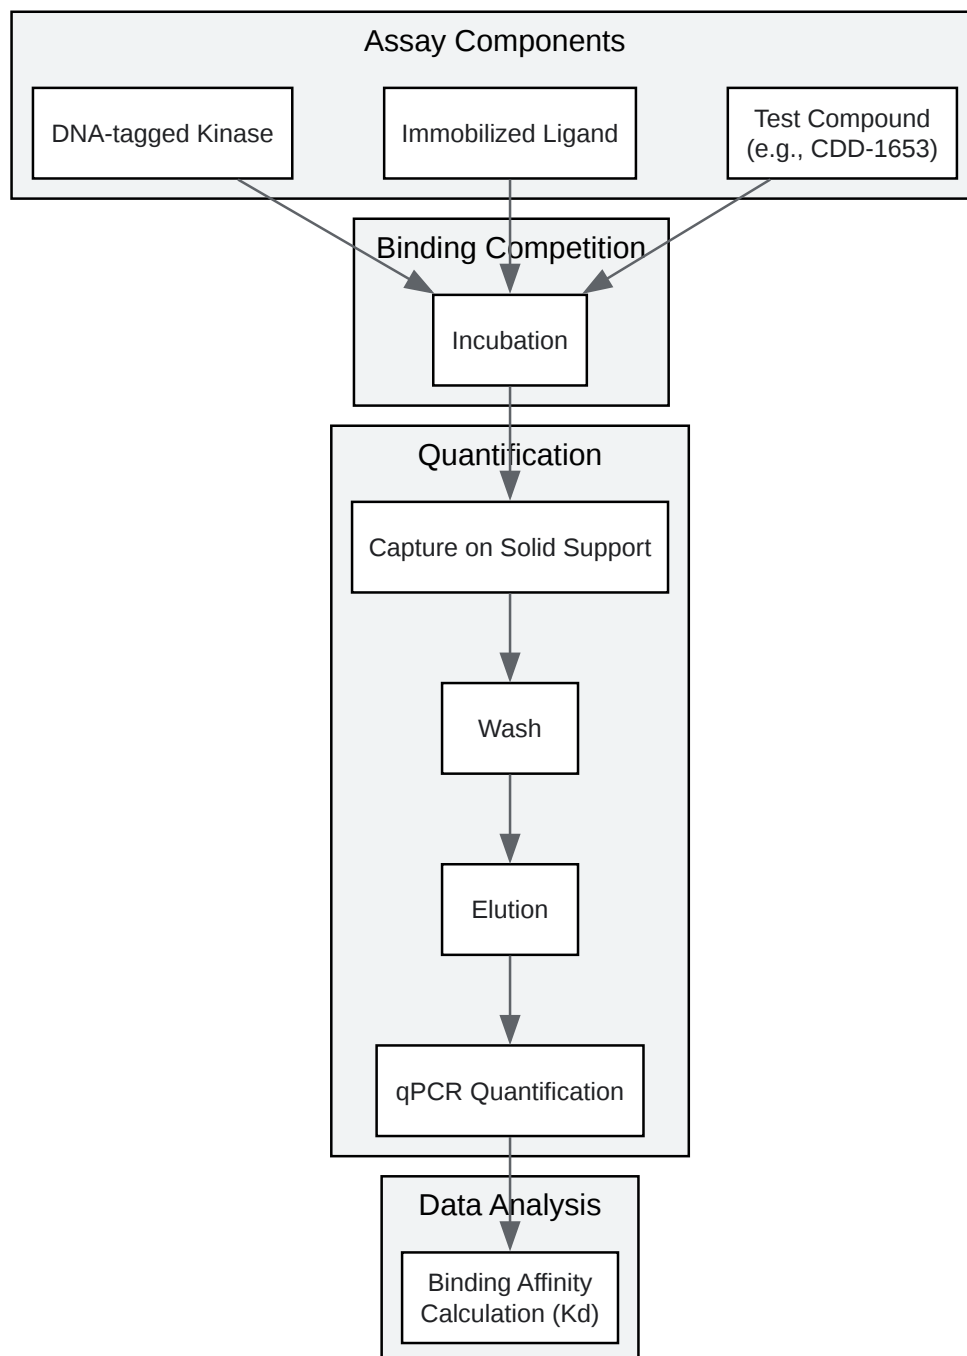 Assay Components
DNA-tagged Kinase
Immobilized Ligand
Test Compound
(e.g., CDD-1653)
Binding Competition
Incubation
Quantification
Capture on Solid Support
Wash
Elution
qPCR Quantification
Data Analysis
Binding Affinity
Calculation (Kd)